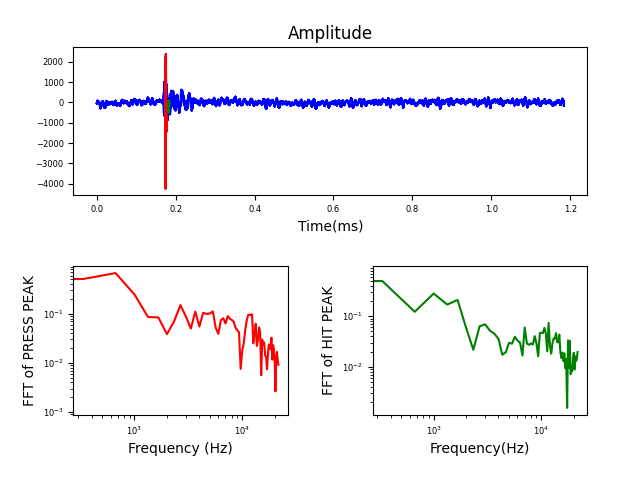 Amplitude
2000
1000
0
−1000
−2000
−3000
−4000
0.0 0.2 0.4 0.6 0.8 1.0 1.2
Time(ms)
FFT of PRESS PEAK
10⁻¹
10⁻²
10⁻³
10³ 10⁴
Frequency (Hz)
FFT of HIT PEAK
10⁻¹
10⁻²
10³ 10⁴
Frequency(Hz)